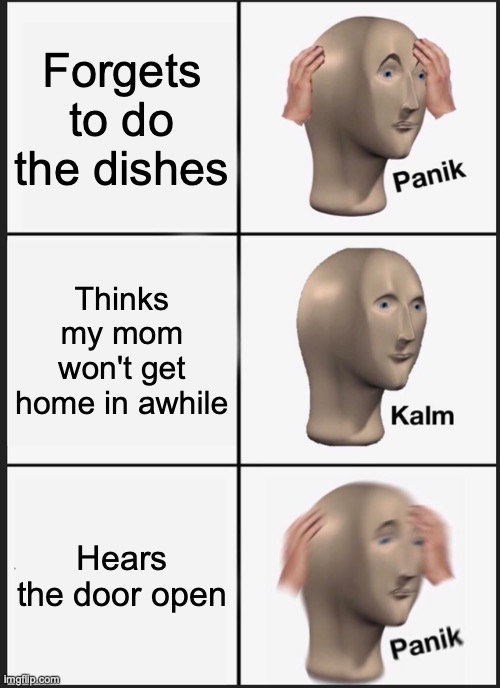 Forgets
to do
the dishes
Panik
Thinks
my mom
won't get
home in awhile
Kalm
Hears
the door open
Panik
imgflip.com